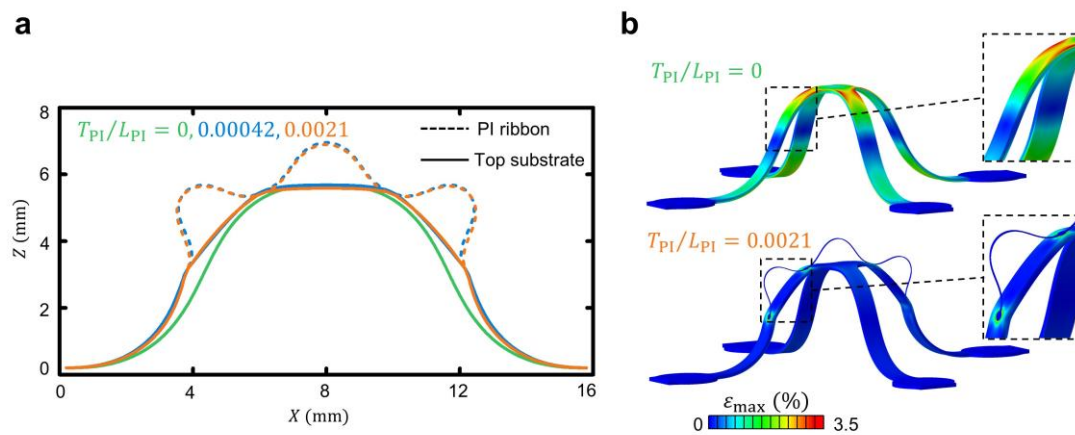 a
T_PI/L_PI = 0, 0.00042, 0.0021
PI ribbon
Top substrate
8
6
4
2
0
Z (mm)
0
4
8
12
16
X (mm)
b
T_PI/L_PI = 0
T_PI/L_PI = 0.0021
ε_max (%)
0
3.5